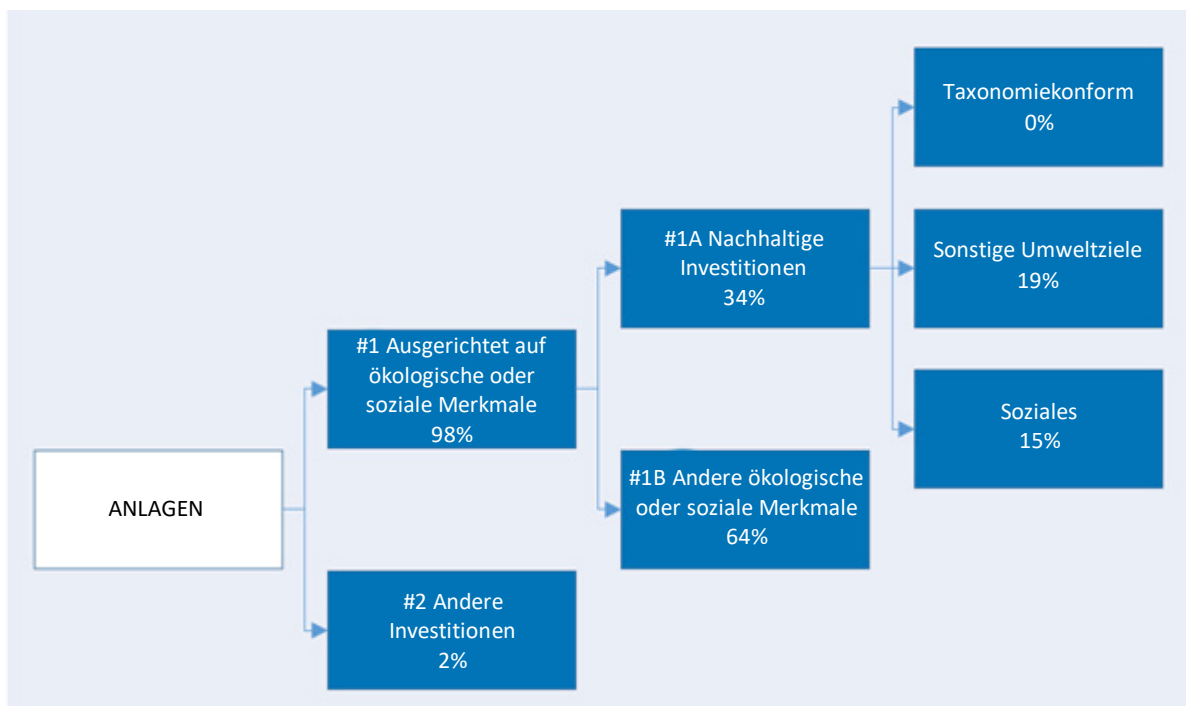 ANLAGEN
#1 Ausgerichtet auf
ökologische oder
soziale Merkmale
98%
#2 Andere
Investitionen
2%
#1A Nachhaltige
Investitionen
34%
#1B Andere ökologische
oder soziale Merkmale
64%
Taxonomiekonform
0%
Sonstige Umweltziele
19%
Soziales
15%